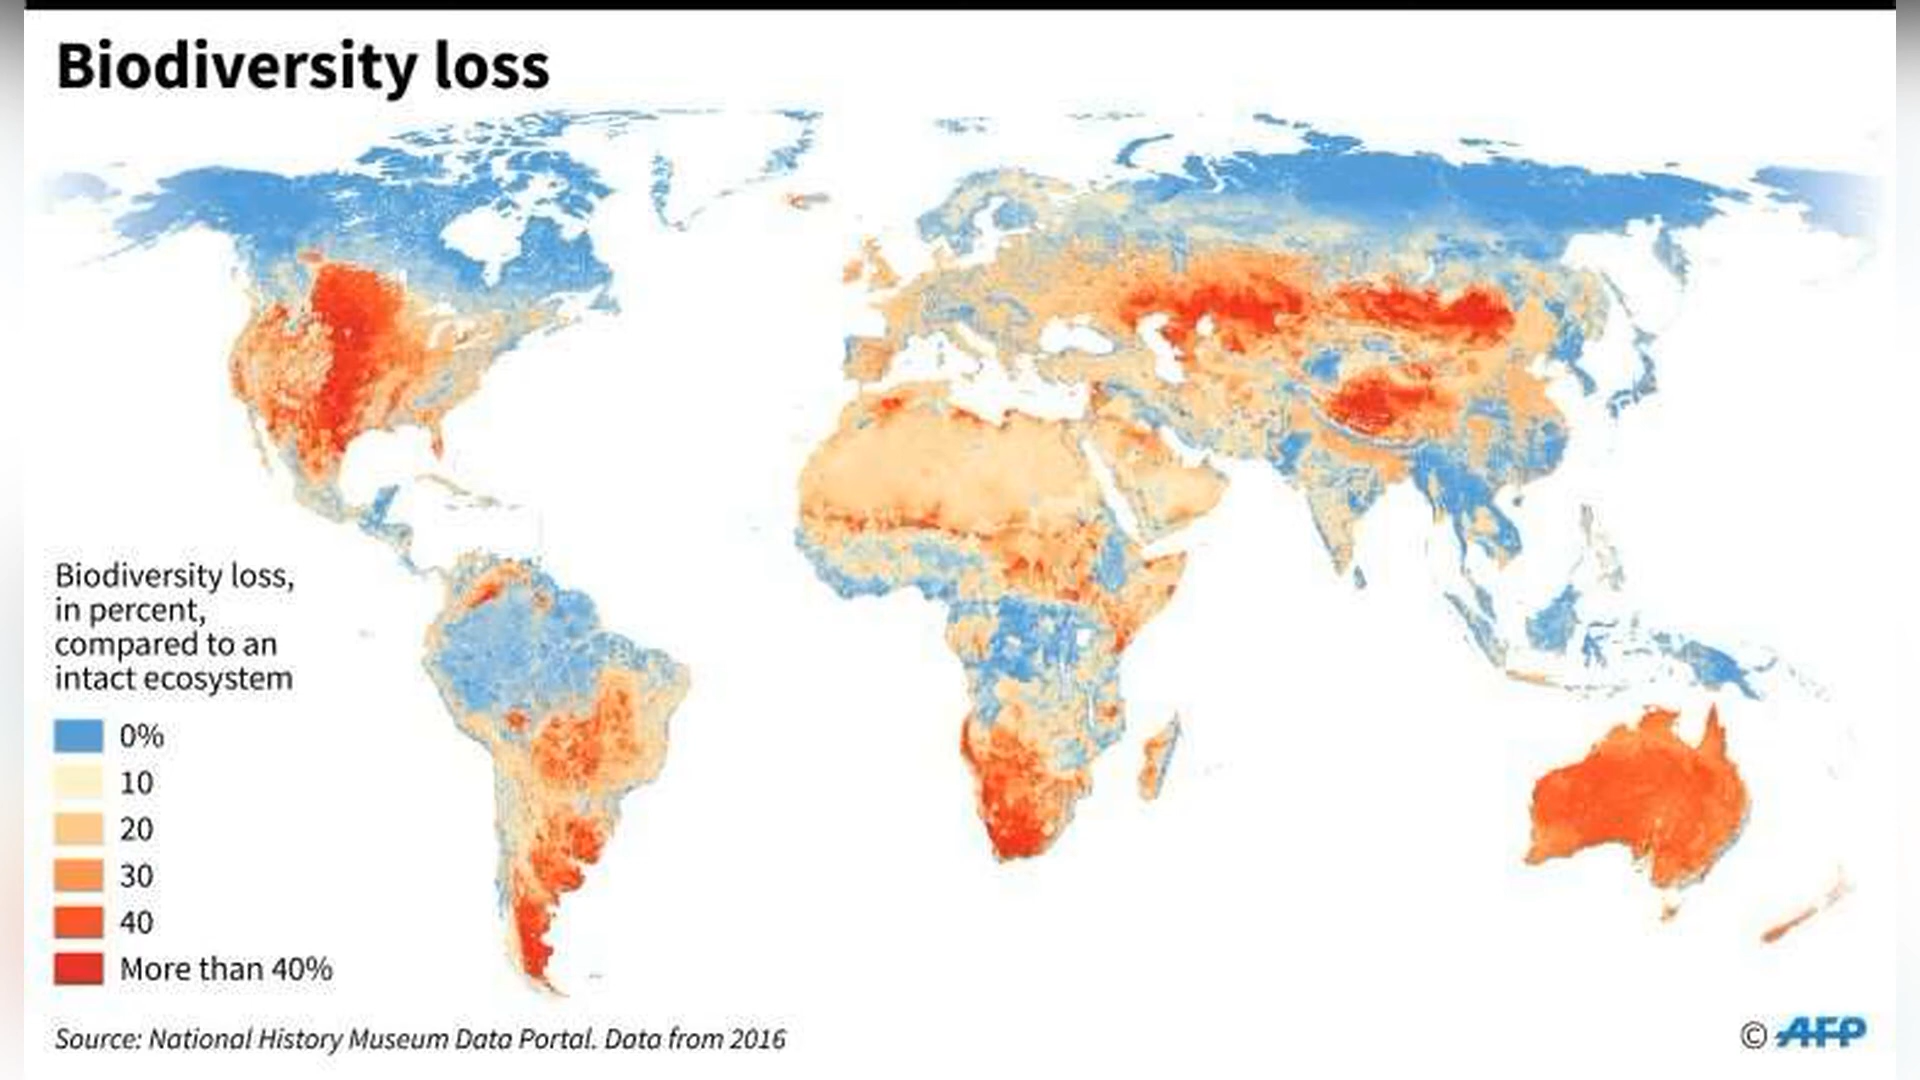 Biodiversity loss
Biodiversity loss,
in percent,
compared to an
intact ecosystem
0%
10
20
30
40
More than 40%
Source: National History Museum Data Portal. Data from 2016
© AFP